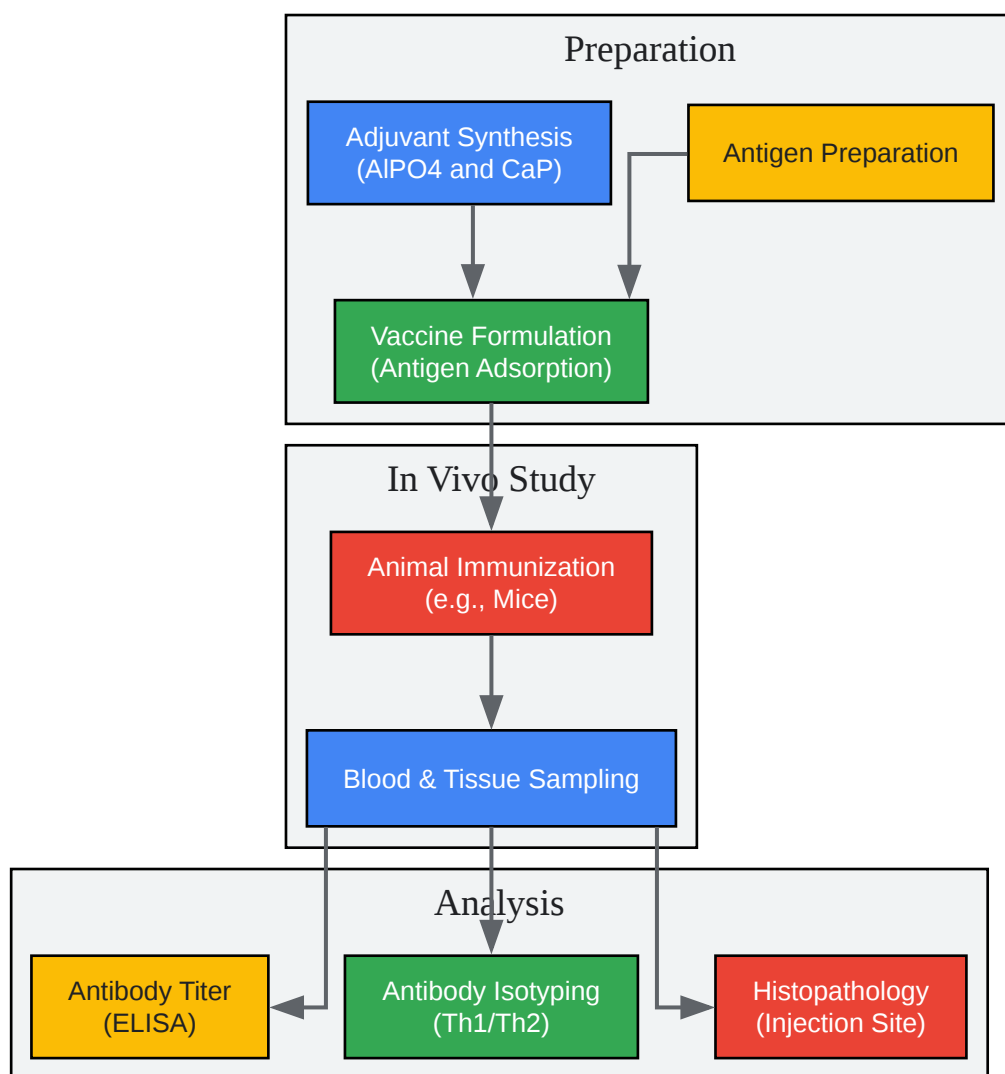 Preparation
Adjuvant Synthesis
(AlPO4 and CaP)
Antigen Preparation
Vaccine Formulation
(Antigen Adsorption)
In Vivo Study
Animal Immunization
(e.g., Mice)
Blood & Tissue Sampling
Analysis
Antibody Titer
(ELISA)
Antibody Isotyping
(Th1/Th2)
Histopathology
(Injection Site)